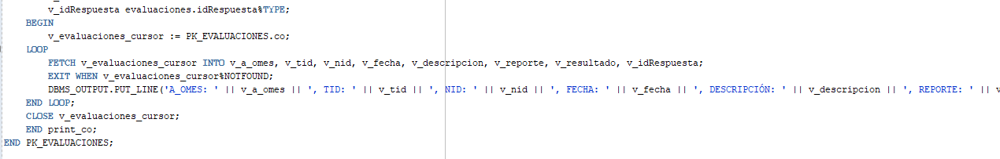 v_idRespuesta evaluaciones.idRespuesta%TYPE;
BEGIN
v_evaluaciones_cursor := PK_EVALUACIONES.co;
LOOP
FETCH v_evaluaciones_cursor INTO v_a_omes, v_tid, v_nid, v_fecha, v_descripcion, v_reporte, v_resultado, v_idRespuesta;
EXIT WHEN v_evaluaciones_cursor%NOTFOUND;
DBMS_OUTPUT.PUT_LINE('A_OMES: ' || v_a_omes || ', TID: ' || v_tid || ', NID: ' || v_nid || ', FECHA: ' || v_fecha || ', DESCRIPCIÓN: ' || v_descripcion || ', REPORTE: ' || v
END LOOP;
CLOSE v_evaluaciones_cursor;
END print_co;
END PK_EVALUACIONES;